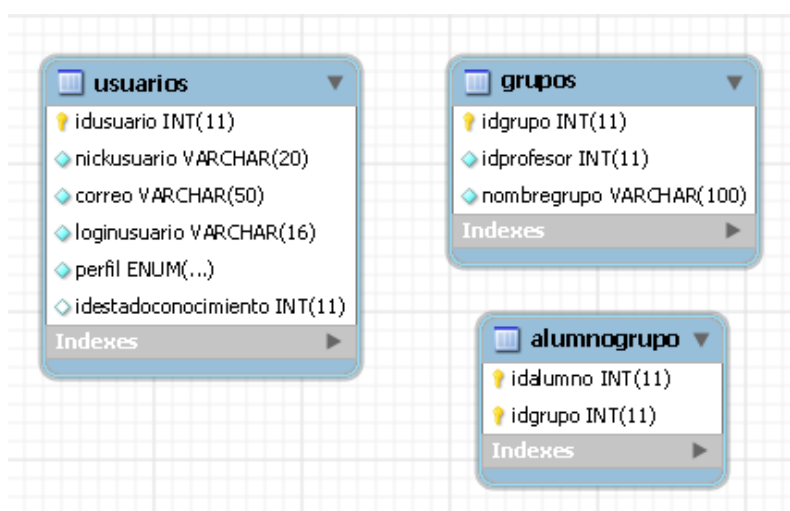 usuarios
idusuario INT(11)
nickusuario VARCHAR(20)
correo VARCHAR(50)
loginusuario VARCHAR(16)
perfil ENUM(...)
idestadoconocimiento INT(11)
Indexes
grupos
idgrupo INT(11)
idprofesor INT(11)
nombregrupo VARCHAR(100)
Indexes
alumnogrupo
idalumno INT(11)
idgrupo INT(11)
Indexes